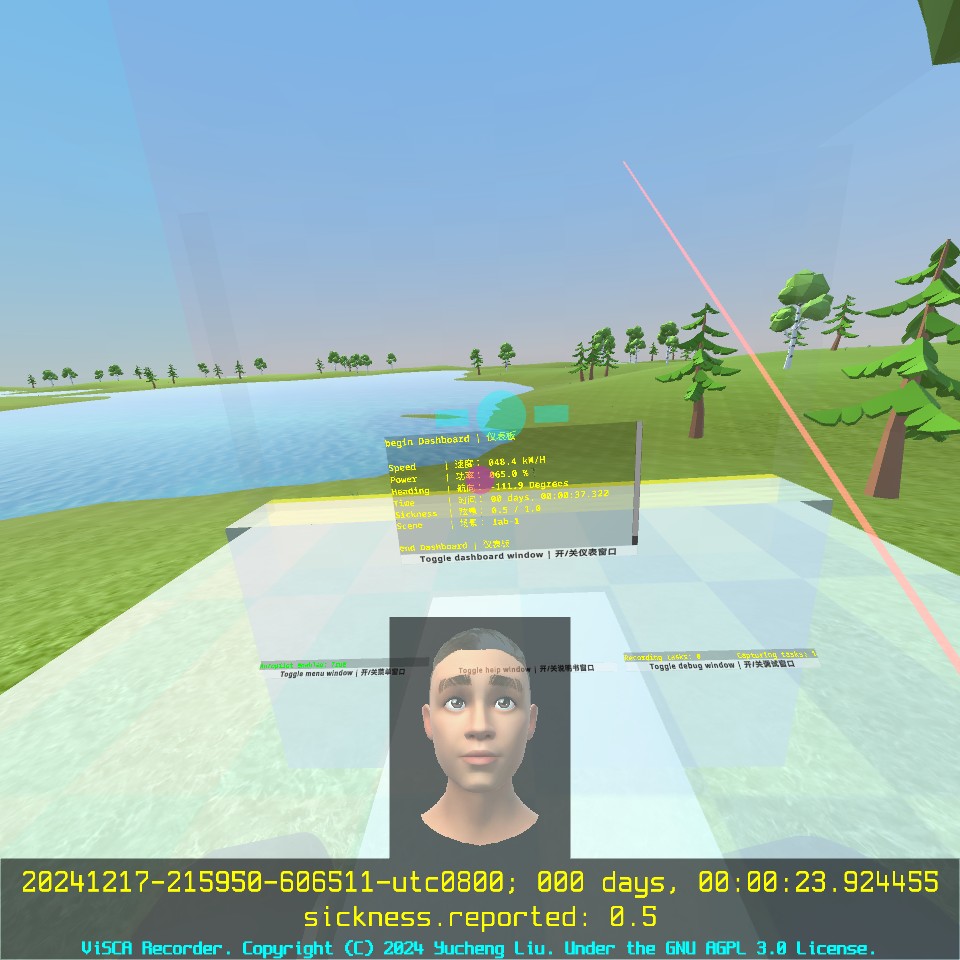 begin Dashboard | 仪表板
Speed | 速度: 048.4 kM/H
Power | 功率: 065.0 %
Heading | 航向: -111.9 Degrees
Time | 时间: 00 days, 00:00:37.322
Sickness | 陉疾: 0.5 / 1.0
Scene | 场景: lab-1
end Dashboard | 仪表板
Toggle dashboard window | 开/关仪表窗口
Autopilot Enabled: True
Toggle menu window | 开/关菜单窗口
Toggle help window | 开/关说明书窗口
Recording tasks: 0 Capturing tasks: 1
Toggle debug window | 开/关调试窗口
20241217-215950-606511-utc0800; 000 days, 00:00:23.924455
sickness.reported: 0.5
ViSCA Recorder. Copyright (C) 2024 Yucheng Liu. Under the GNU AGPL 3.0 License.